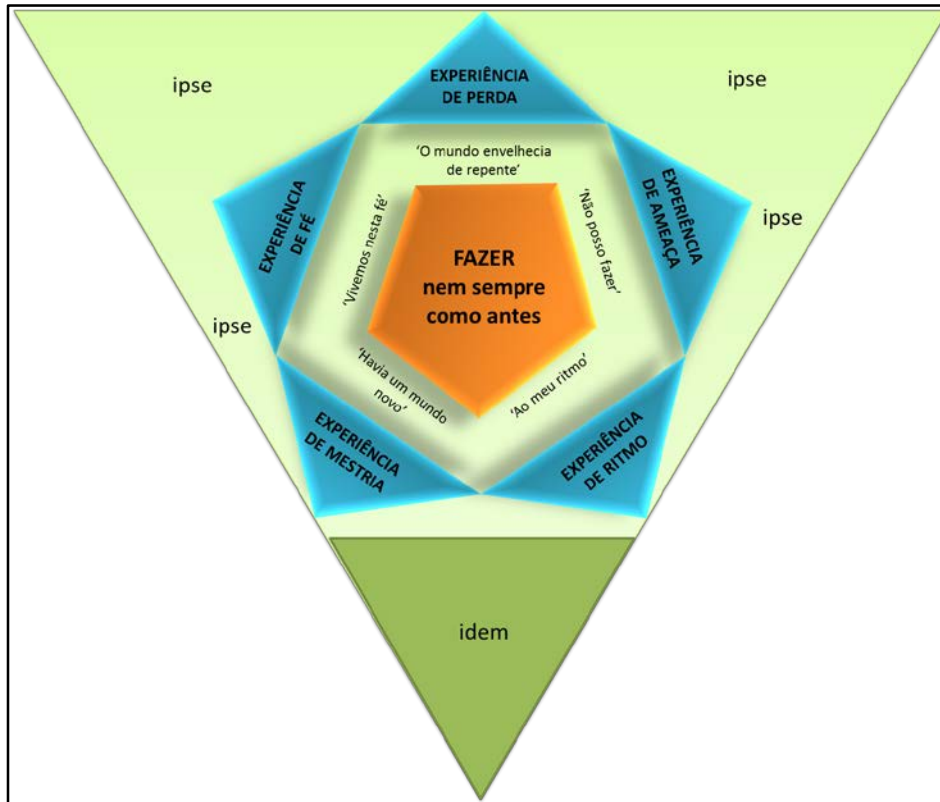 ipse
ipse
EXPERIÊNCIA
DE PERDA
'O mundo envelhecia
de repente'
EXPERIÊNCIA
DE FÉ
'Vivemos nesta fé'
'Não posso fazer'
EXPERIÊNCIA
DE AMEAÇA
ipse
ipse
FAZER
nem sempre
como antes
'Havia um mundo
novo'
'Ao meu ritmo'
EXPERIÊNCIA
DE MESTRIA
EXPERIÊNCIA
DE RITMO
idem